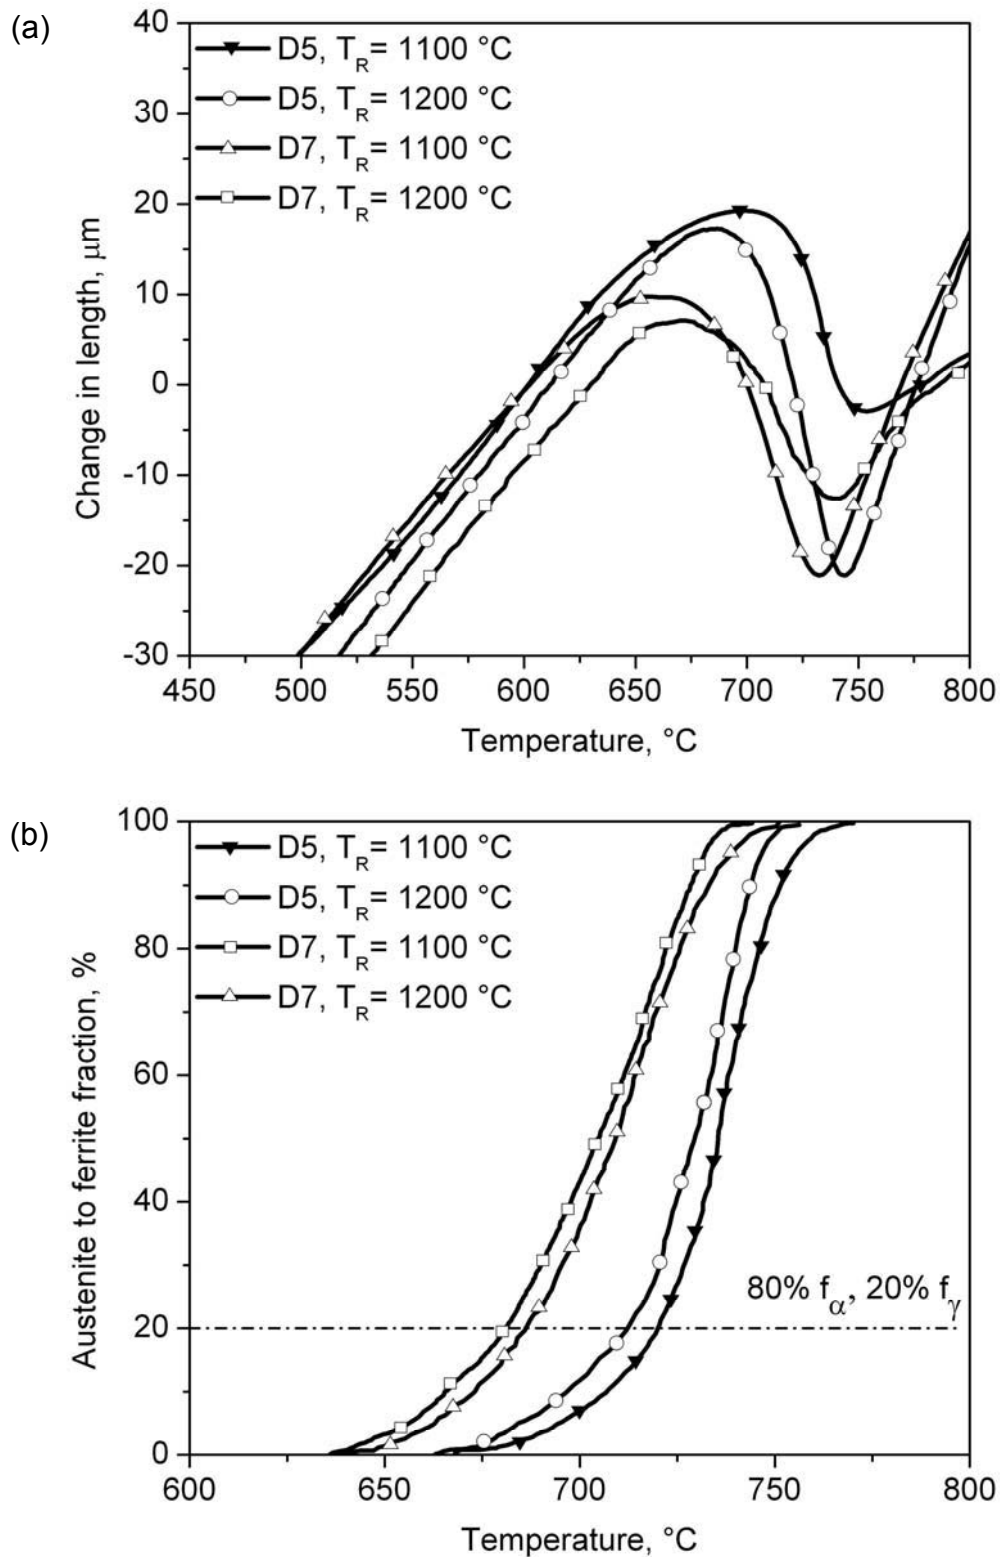 (a)
40
30
20
10
0
-10
-20
-30
Change in length, μm
D5, T_R= 1100 °C
D5, T_R= 1200 °C
D7, T_R= 1100 °C
D7, T_R= 1200 °C
450 500 550 600 650 700 750 800
Temperature, °C
(b)
100
80
60
40
20
0
Austenite to ferrite fraction, %
D5, T_R= 1100 °C
D5, T_R= 1200 °C
D7, T_R= 1100 °C
D7, T_R= 1200 °C
80% f_α, 20% f_γ
600 650 700 750 800
Temperature, °C